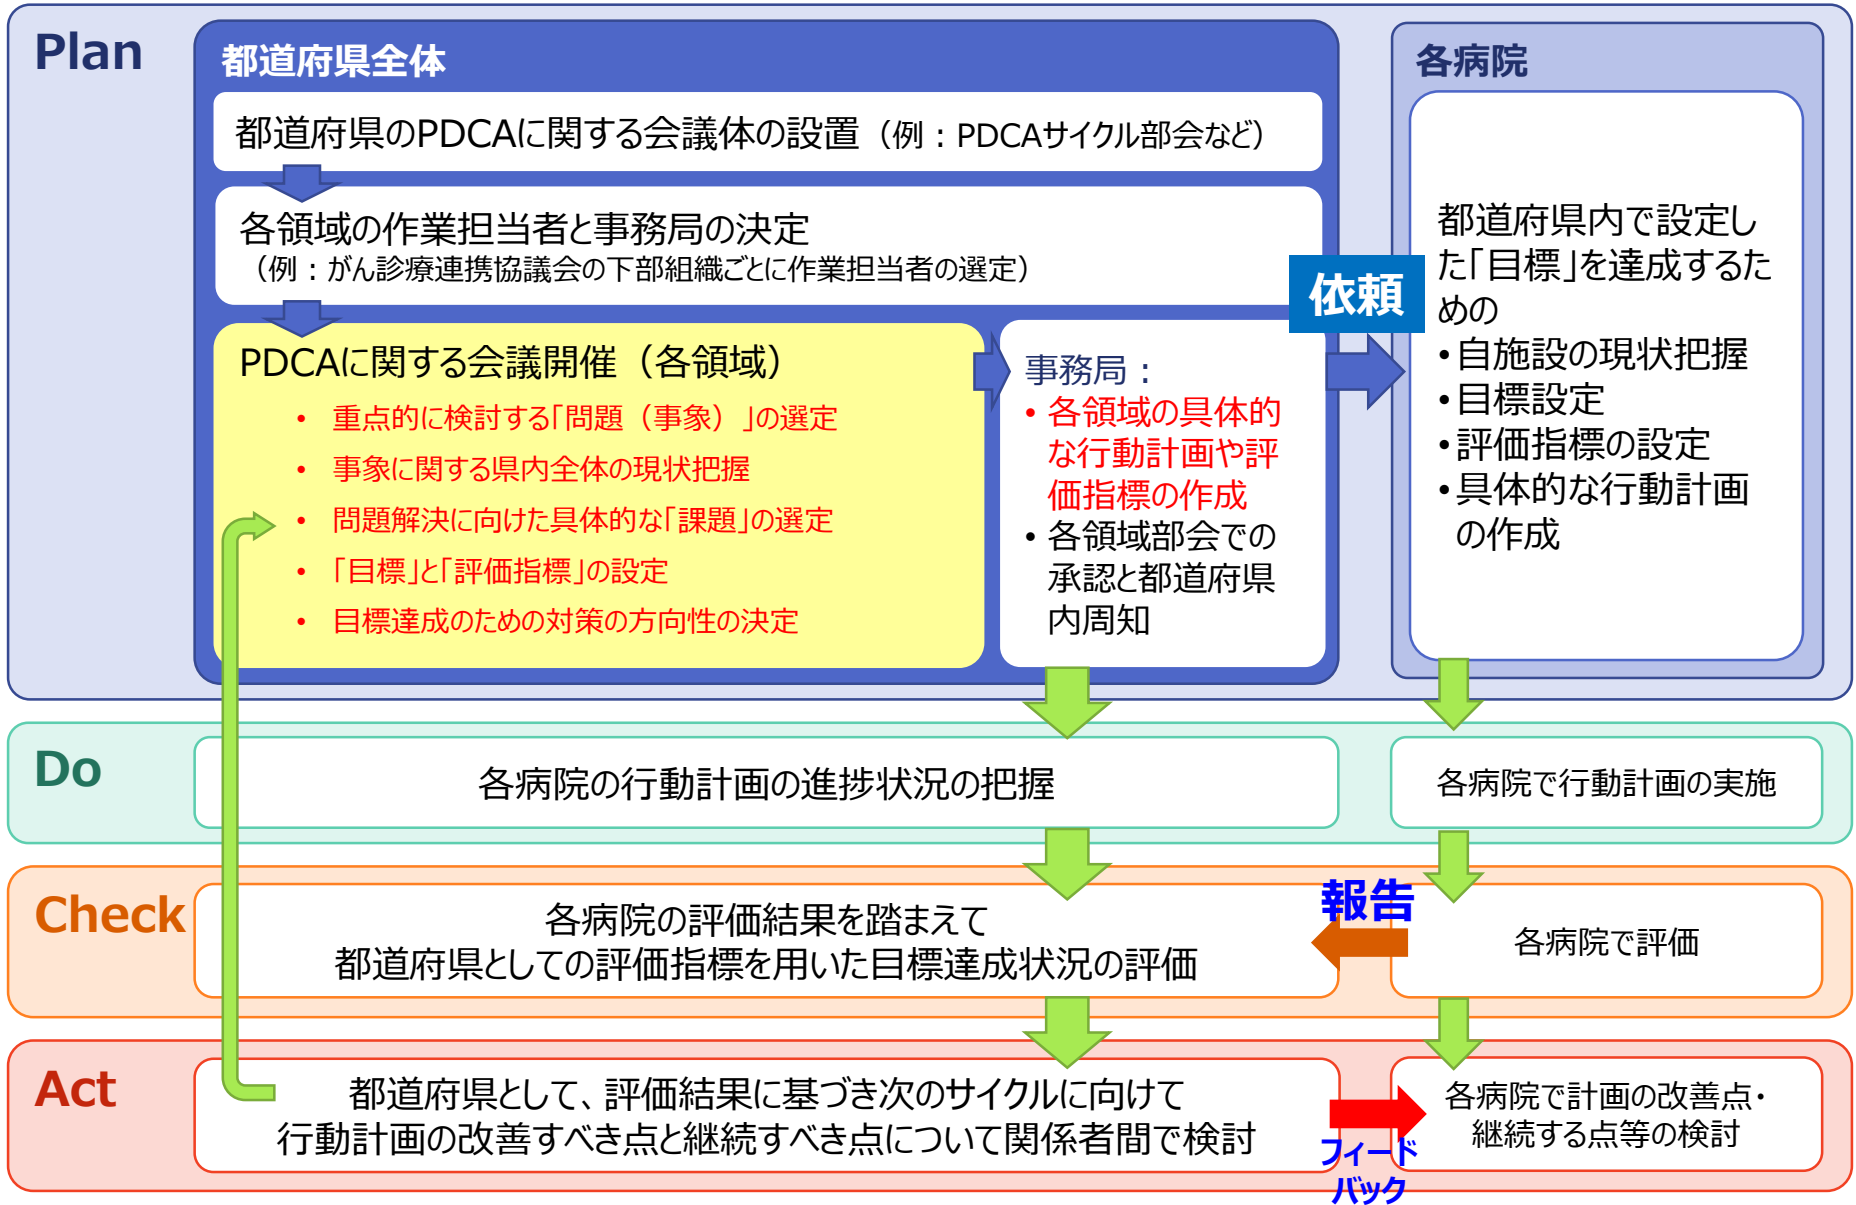 Plan
都道府県全体
都道府県のPDCAに関する会議体の設置（例：PDCAサイクル部会など）
各領域の作業担当者と事務局の決定
（例：がん診療連携協議会の下部組織ごとに作業担当者の選定）
PDCAに関する会議開催（各領域）
• 重点的に検討する「問題（事象）」の選定
• 事象に関する県内全体の現状把握
• 問題解決に向けた具体的な「課題」の選定
• 「目標」と「評価指標」の設定
• 目標達成のための対策の方向性の決定
事務局：
• 各領域の具体的
な行動計画や評
価指標の作成
• 各領域部会での
承認と都道府県
内周知
依頼
各病院
都道府県内で設定し
た「目標」を達成するた
めの
•自施設の現状把握
•目標設定
•評価指標の設定
•具体的な行動計画
の作成
Do
各病院の行動計画の進捗状況の把握
各病院で行動計画の実施
Check
各病院の評価結果を踏まえて
都道府県としての評価指標を用いた目標達成状況の評価
報告
各病院で評価
Act
都道府県として、評価結果に基づき次のサイクルに向けて
行動計画の改善すべき点と継続すべき点について関係者間で検討
フィード
バック
各病院で計画の改善点・
継続する点等の検討